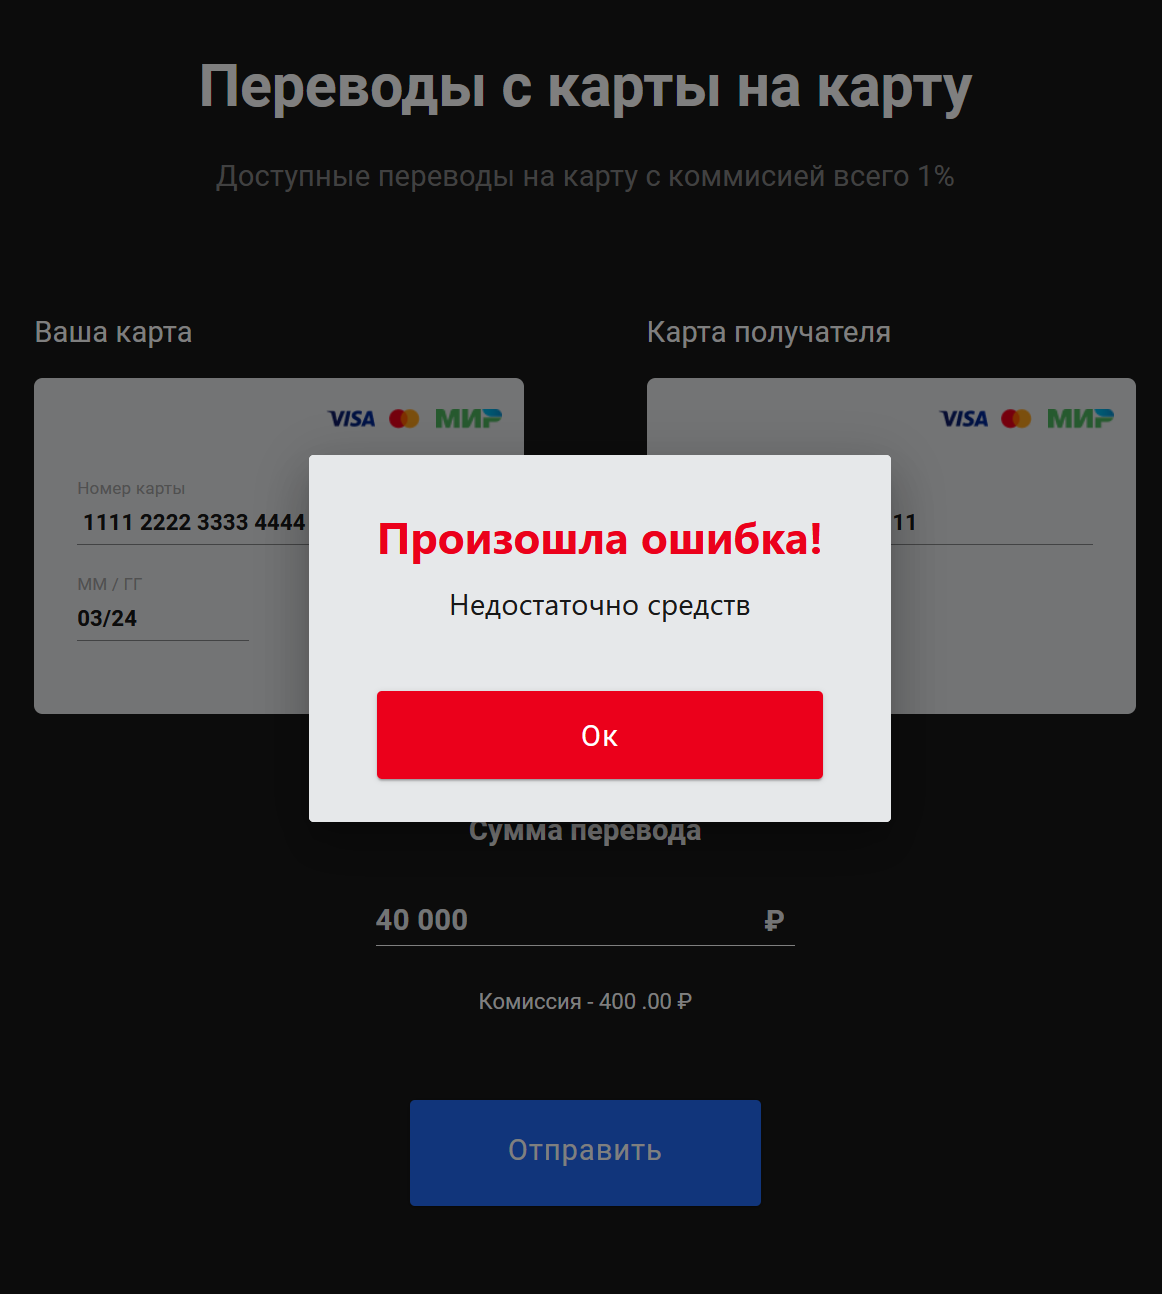 Переводы с карты на карту
Доступные переводы на карту с коммисией всего 1%
Ваша карта
Карта получателя
VISA МИР
VISA МИР
Номер карты
1111 2222 3333 4444
11
ММ / ГГ
03/24
Произошла ошибка!
Недостаточно средств
Ок
Сумма перевода
40 000 ₽
Комиссия - 400 .00 ₽
Отправить